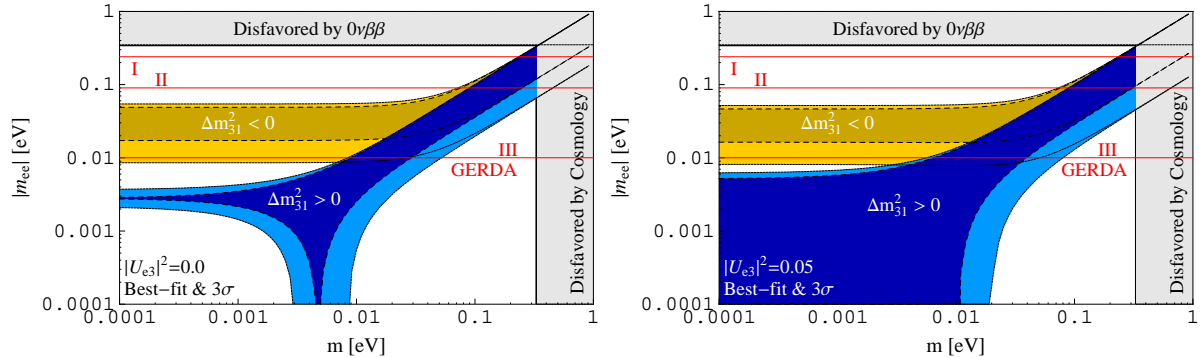 Disfavored by 0νββ
I
II
Δm²₃₁ < 0
III
GERDA
Δm²₃₁ > 0
|Uₑ₃|²=0.0
Best−fit & 3σ
Disfavored by Cosmology
1
0.1
0.01
0.001
0.0001
|mₑₑ| [eV]
0.0001
0.001
0.01
0.1
1
m [eV]
Disfavored by 0νββ
I
II
Δm²₃₁ < 0
III
GERDA
Δm²₃₁ > 0
|Uₑ₃|²=0.05
Best−fit & 3σ
Disfavored by Cosmology
1
0.1
0.01
0.001
0.0001
|mₑₑ| [eV]
0.0001
0.001
0.01
0.1
1
m [eV]